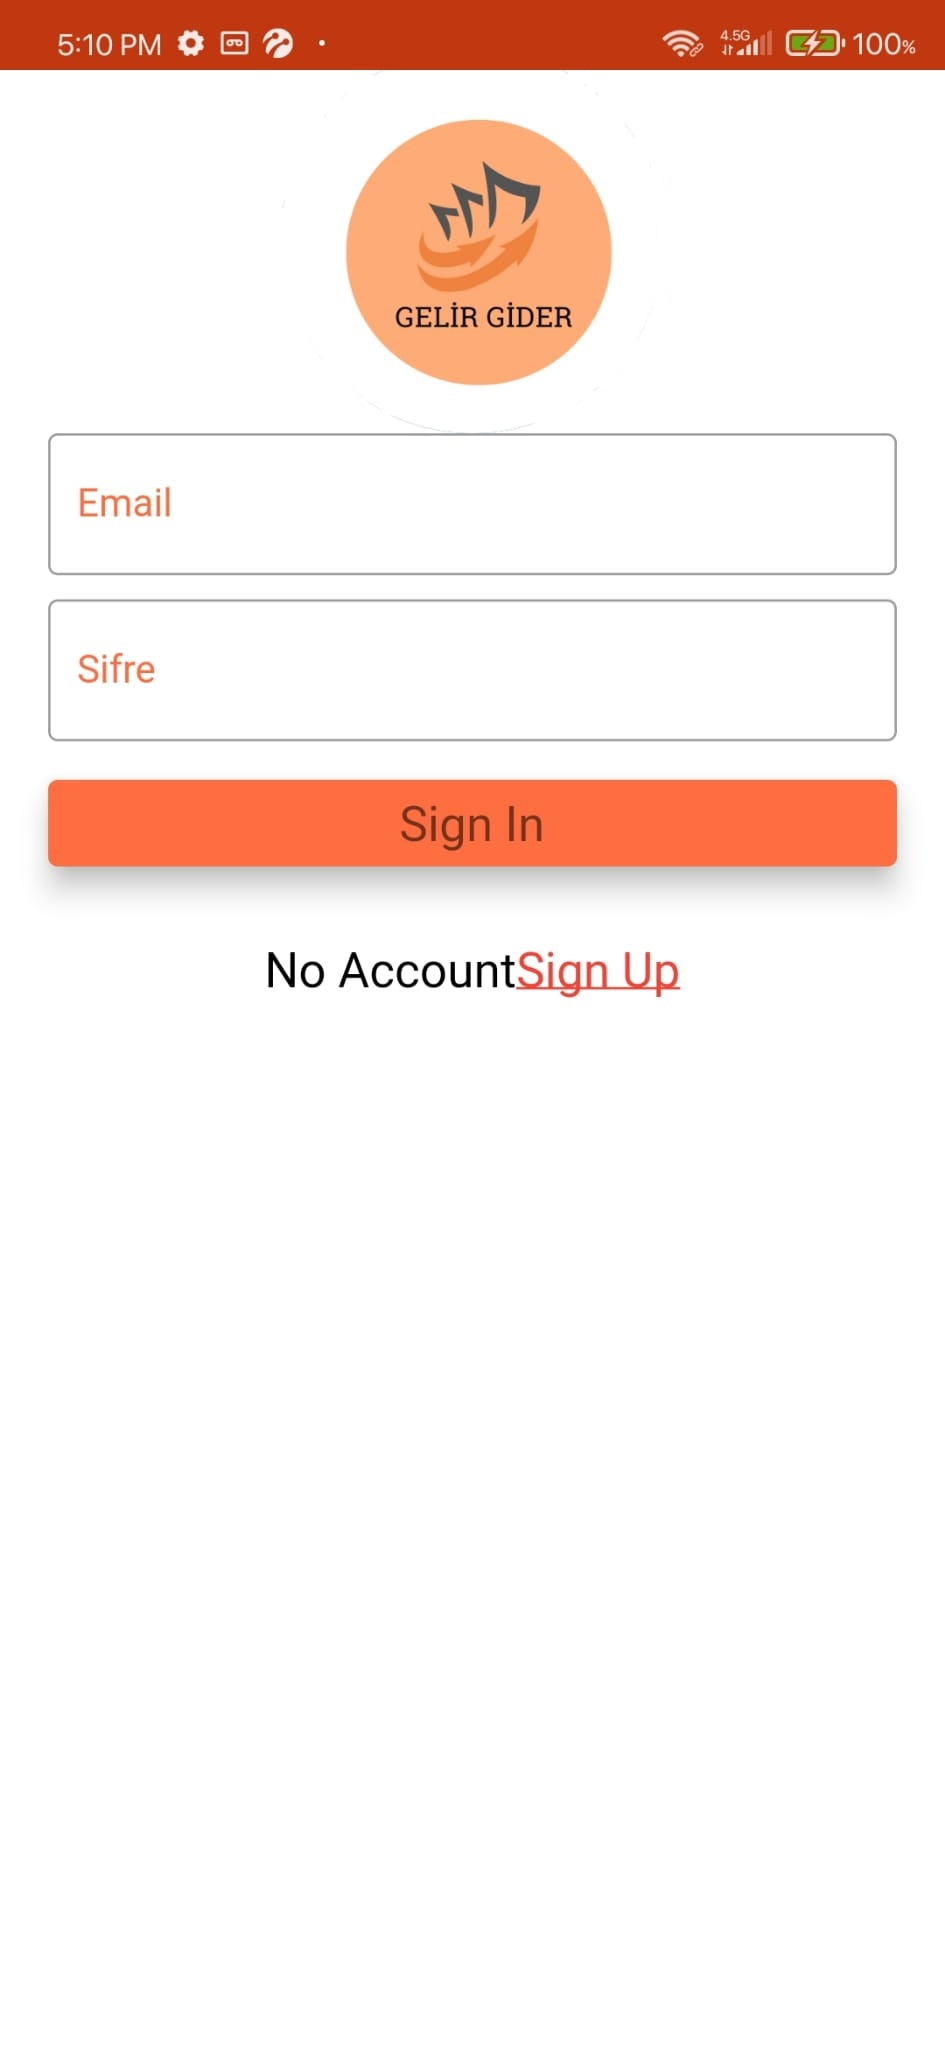 5:10 PM
4.5G
100%
GELİR GİDER
Email
Sifre
Sign In
No AccountSign Up